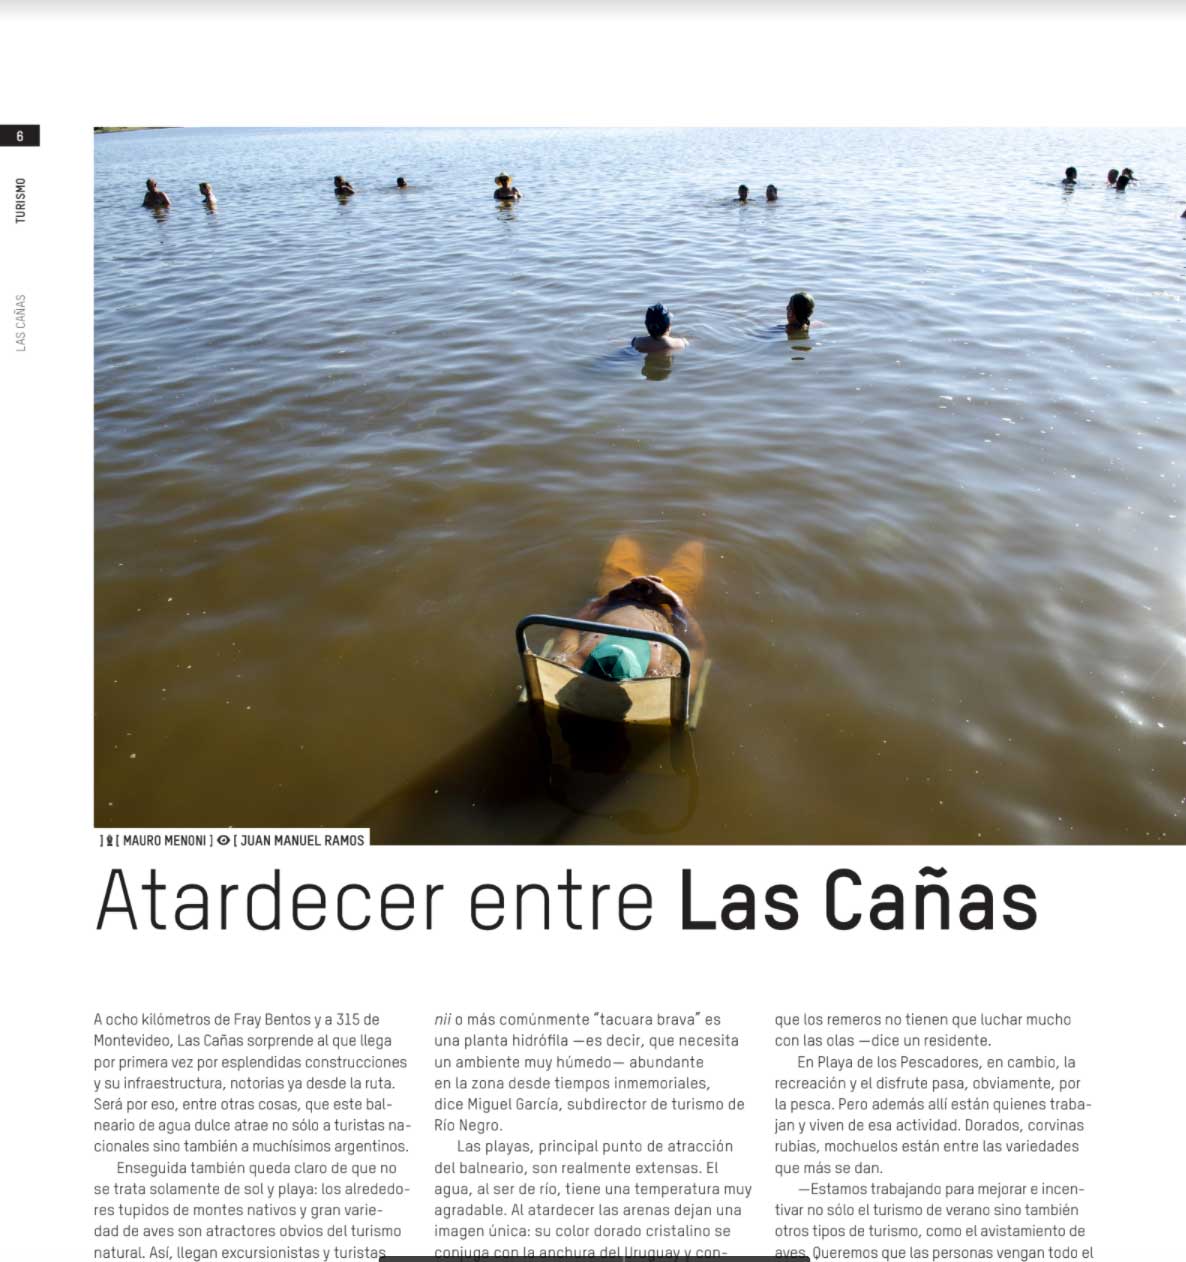 6
TURISMO
LAS CAÑAS
] [ MAURO MENONI ] [ JUAN MANUEL RAMOS
Atardecer entre Las Cañas
A ocho kilómetros de Fray Bentos y a 315 de
Montevideo, Las Cañas sorprende al que llega
por primera vez por esplendidas construcciones
y su infraestructura, notorias ya desde la ruta.
Será por eso, entre otras cosas, que este bal-
neario de agua dulce atrae no sólo a turistas na-
cionales sino también a muchísimos argentinos.
Enseguida también queda claro de que no
se trata solamente de sol y playa: los alrededo-
res tupidos de montes nativos y gran varie-
dad de aves son atractores obvios del turismo
natural. Así, llegan excursionistas y turistas
nii o más comúnmente “tacuara brava” es
una planta hidrófila —es decir, que necesita
un ambiente muy húmedo— abundante
en la zona desde tiempos inmemoriales,
dice Miguel García, subdirector de turismo de
Río Negro.
Las playas, principal punto de atracción
del balneario, son realmente extensas. El
agua, al ser de río, tiene una temperatura muy
agradable. Al atardecer las arenas dejan una
imagen única: su color dorado cristalino se
conjuga con la anchura del Uruguay y con-
que los remeros no tienen que luchar mucho
con las olas —dice un residente.
En Playa de los Pescadores, en cambio, la
recreación y el disfrute pasa, obviamente, por
la pesca. Pero además allí están quienes traba-
jan y viven de esa actividad. Dorados, corvinas
rubias, mochuelos están entre las variedades
que más se dan.
—Estamos trabajando para mejorar e incen-
tivar no sólo el turismo de verano sino también
otros tipos de turismo, como el avistamiento de
aves. Queremos que las personas vengan todo el